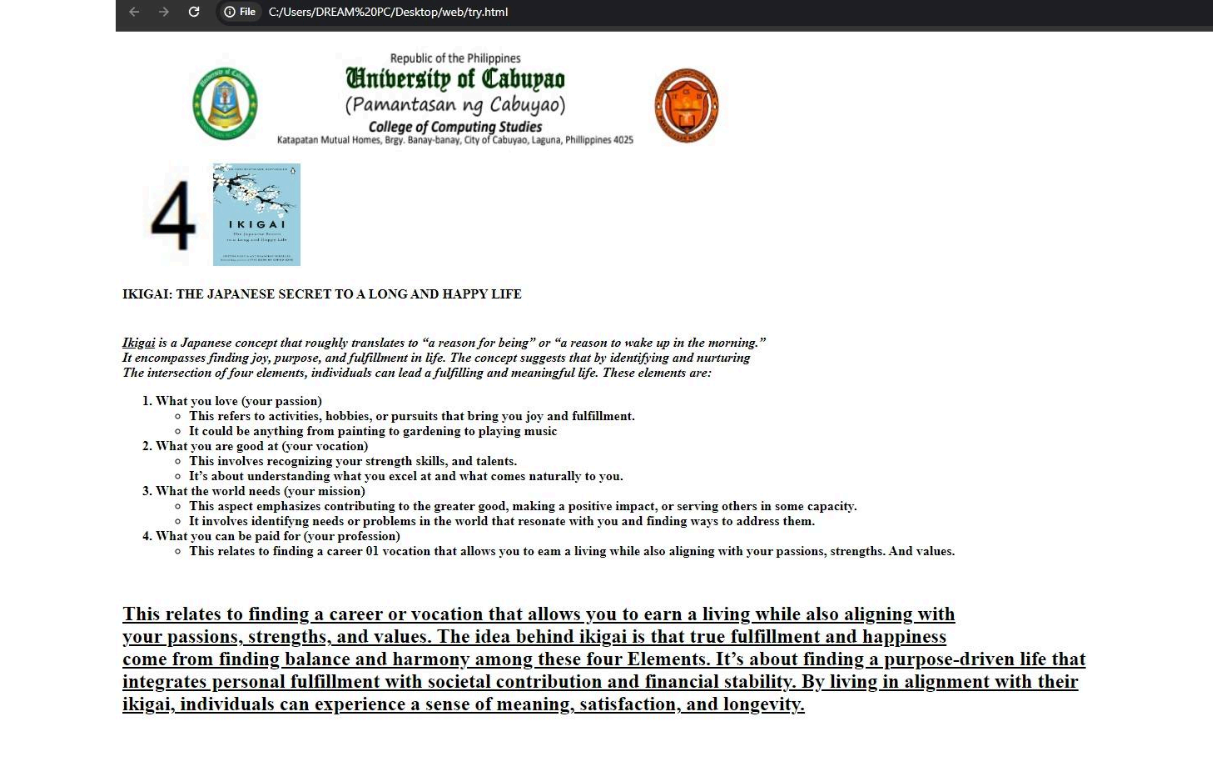 File C:/Users/DREAM%20PC/Desktop/web/try.html
Republic of the Philippines
University of Cabuyao
(Pamantasan ng Cabuyao)
College of Computing Studies
Katapatan Mutual Homes, Brgy. Banay-banay, City of Cabuyao, Laguna, Phillippines 4025
4
IKIGAI
IKIGAI: THE JAPANESE SECRET TO A LONG AND HAPPY LIFE
Ikigai is a Japanese concept that roughly translates to “a reason for being” or “a reason to wake up in the morning.”
It encompasses finding joy, purpose, and fulfillment in life. The concept suggests that by identifying and nurturing
The intersection of four elements, individuals can lead a fulfilling and meaningful life. These elements are:
1. What you love (your passion)
This refers to activities, hobbies, or pursuits that bring you joy and fulfillment.
It could be anything from painting to gardening to playing music
2. What you are good at (your vocation)
This involves recognizing your strength skills, and talents.
It’s about understanding what you excel at and what comes naturally to you.
3. What the world needs (your mission)
This aspect emphasizes contributing to the greater good, making a positive impact, or serving others in some capacity.
It involves identifyng needs or problems in the world that resonate with you and finding ways to address them.
4. What you can be paid for (your profession)
This relates to finding a career 01 vocation that allows you to eam a living while also aligning with your passions, strengths. And values.
This relates to finding a career or vocation that allows you to earn a living while also aligning with
your passions, strengths, and values. The idea behind ikigai is that true fulfillment and happiness
come from finding balance and harmony among these four Elements. It’s about finding a purpose-driven life that
integrates personal fulfillment with societal contribution and financial stability. By living in alignment with their
ikigai, individuals can experience a sense of meaning, satisfaction, and longevity.